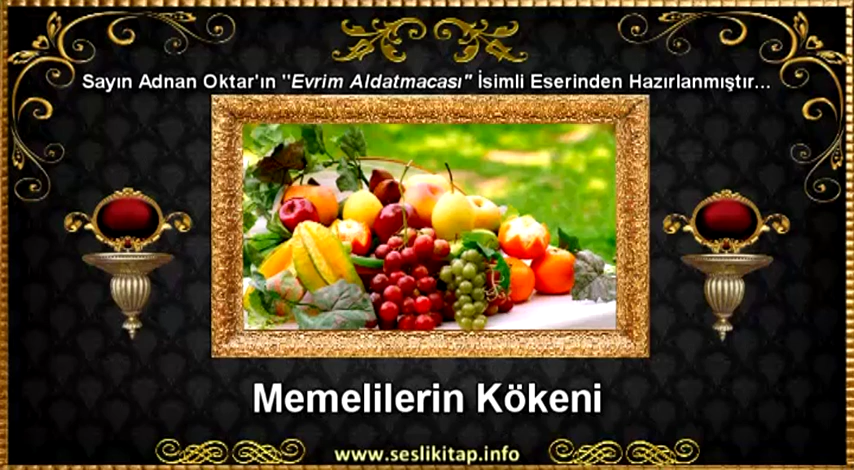 Sayın Adnan Oktar'ın "Evrim Aldatmacası" İsimli Eserinden Hazırlanmıştır...
Memelilerin Kökeni
www.seslikitap.info